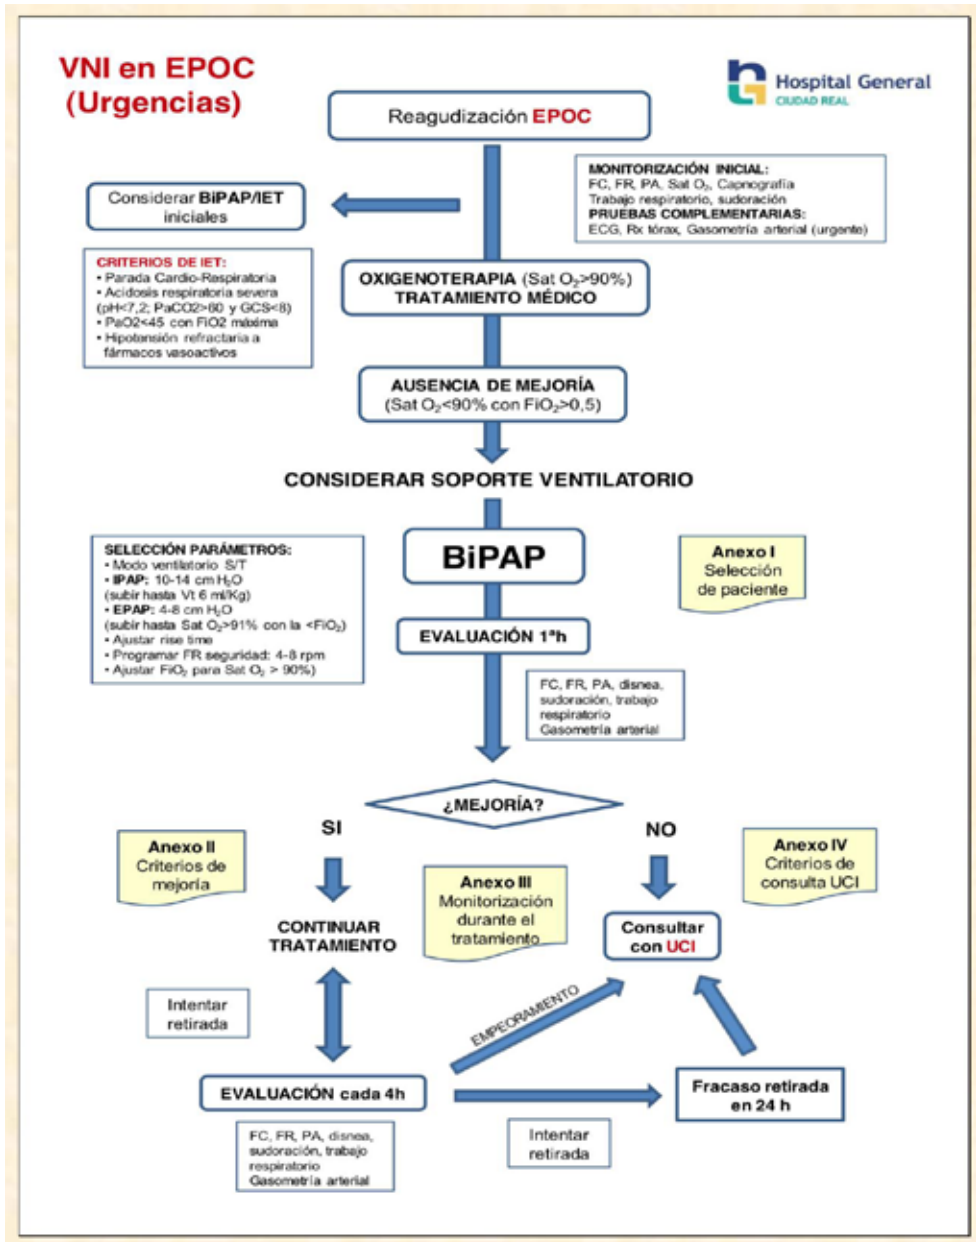 VNI en EPOC
(Urgencias)
Hospital General
CIUDAD REAL
Reagudización EPOC
MONITORIZACIÓN INICIAL:
FC, FR, PA, Sat O₂, Capnografía
Trabajo respiratorio, sudoración
PRUEBAS COMPLEMENTARIAS:
ECG, Rx tórax, Gasometría arterial (urgente)
Considerar BiPAP/IET
iniciales
CRITERIOS DE IET:
• Parada Cardio-Respiratoria
• Acidosis respiratoria severa
(pH<7,2; PaCO2>60 y GCS<8)
• PaO2<45 con FiO2 máxima
• Hipotensión refractaria a
fármacos vasoactivos
OXIGENOTERAPIA (Sat O₂>90%)
TRATAMIENTO MÉDICO
AUSENCIA DE MEJORÍA
(Sat O₂<90% con FiO₂>0,5)
CONSIDERAR SOPORTE VENTILATORIO
BiPAP
SELECCIÓN PARÁMETROS:
• Modo ventilatorio S/T
• IPAP: 10-14 cm H₂O
(subir hasta Vt 6 ml/Kg)
• EPAP: 4-8 cm H₂O
(subir hasta Sat O₂>91% con la <FiO₂)
• Ajustar rise time
• Programar FR seguridad: 4-8 rpm
• Ajustar FiO₂ para Sat O₂ > 90%)
Anexo I
Selección
de paciente
EVALUACIÓN 1ªh
FC, FR, PA, disnea,
sudoración, trabajo
respiratorio
Gasometría arterial
¿MEJORÍA?
SI
NO
Anexo II
Criterios de
mejoría
Anexo III
Monitorización
durante el
tratamiento
Anexo IV
Criterios de
consulta UCI
CONTINUAR
TRATAMIENTO
Consultar
con UCI
Intentar
retirada
EMPEORAMIENTO
EVALUACIÓN cada 4h
Fracaso retirada
en 24 h
FC, FR, PA, disnea,
sudoración, trabajo
respiratorio
Gasometría arterial
Intentar
retirada